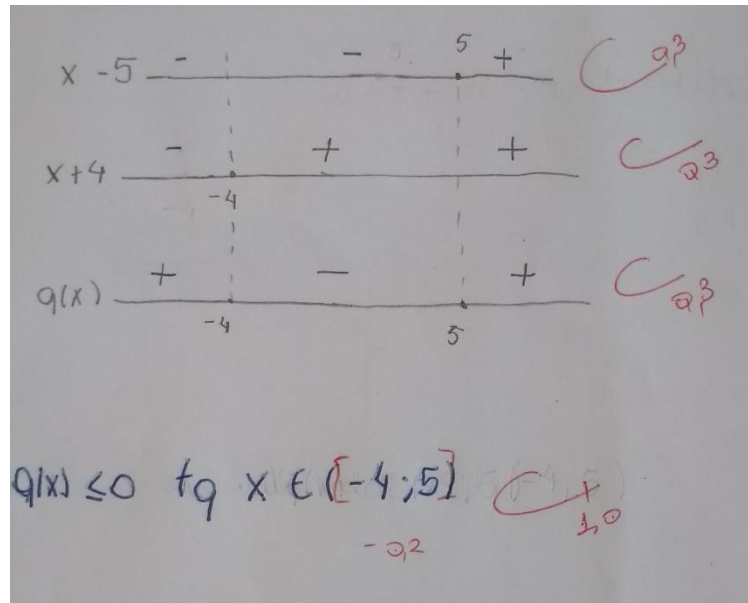 - - 5 +
x -5 0,3
- + +
x+4 0,3
-4
+ - +
q(x) 0,3
-4 5
q(x) ≤0 tq x ∈ [-4;5]
1,0
-0,2